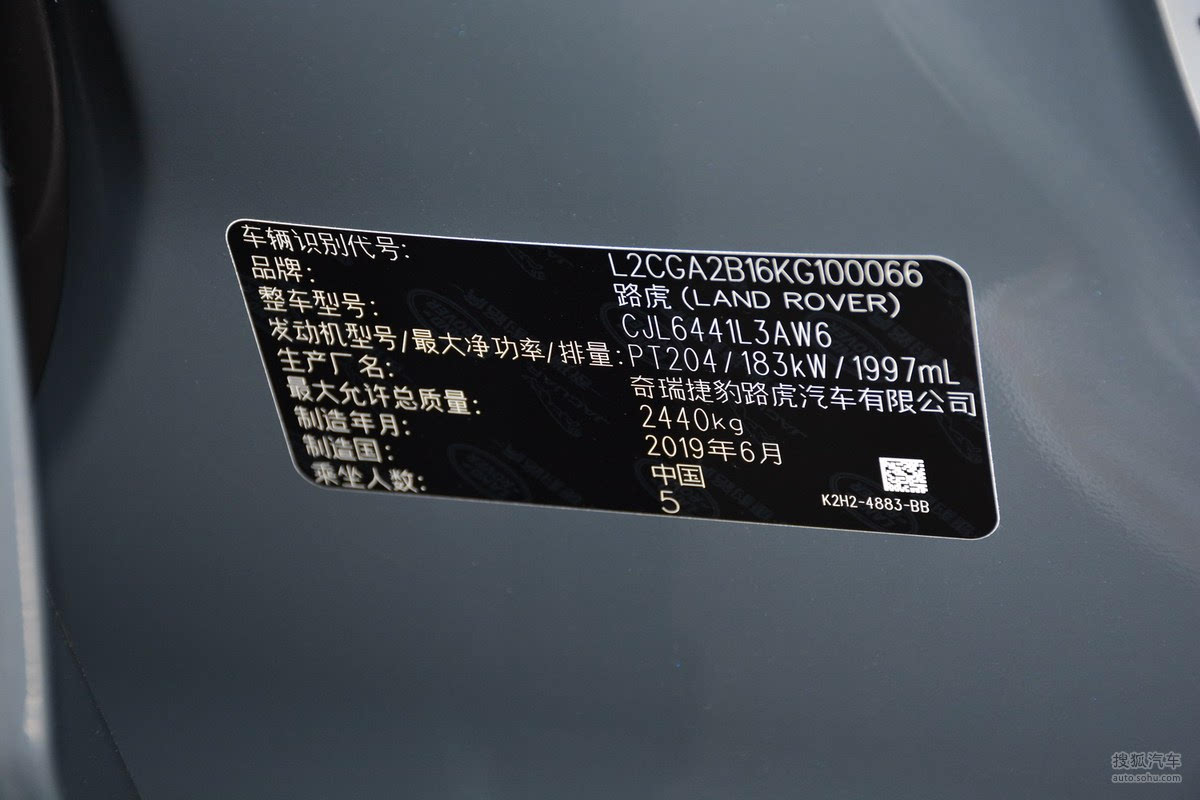 车辆识别代号: L2CGA2B16KG100066
品牌: 路虎(LAND ROVER)
整车型号: CJL6441L3AW6
发动机型号/最大净功率/排量: PT204/183kW/1997mL
生产厂名: 奇瑞捷豹路虎汽车有限公司
最大允许总质量: 2440kg
制造年月: 2019年6月
制造国: 中国
乘坐人数: 5
K2H2-4883-BB
搜狐汽车
auto.sohu.com